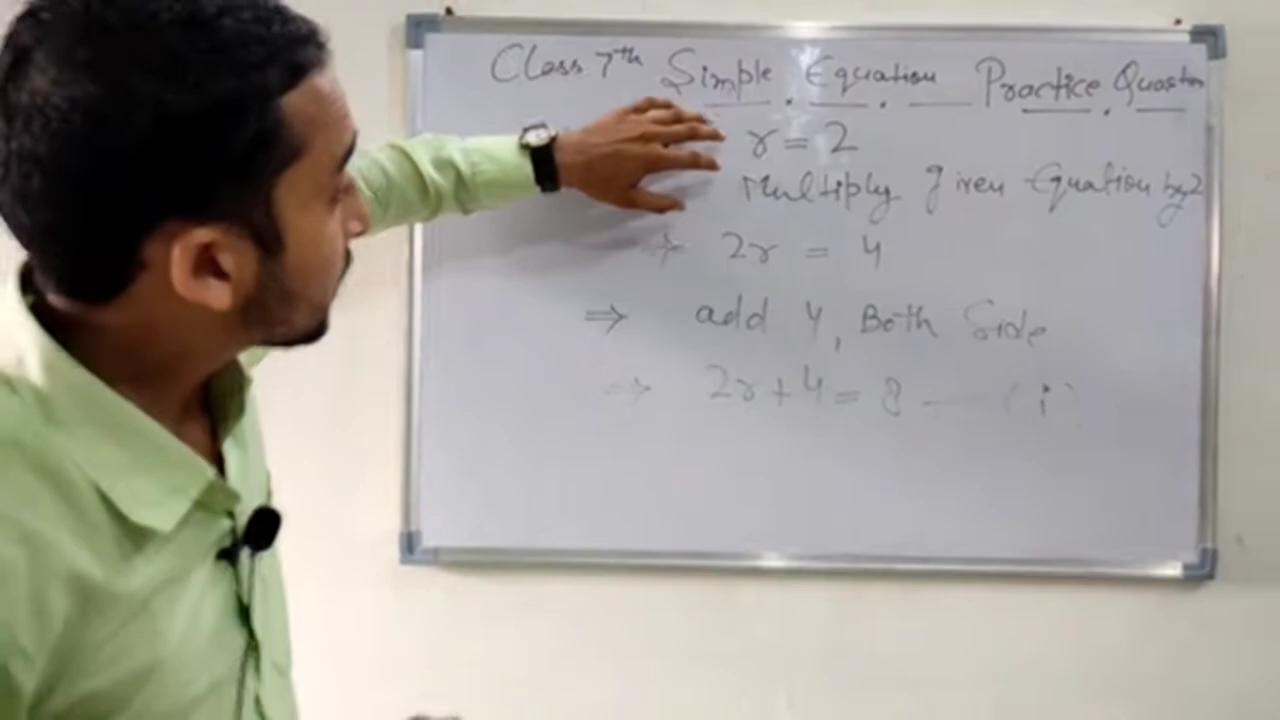 Class 7th Simple Equation Practice Question
r = 2
Multiply given Equation by 2
⇒ 2r = 4
⇒ add 4, Both Side
⇒ 2r + 4 = 8 — (i)